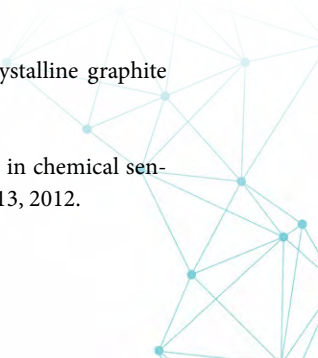 ystalline graphite
in chemical sen-
13, 2012.